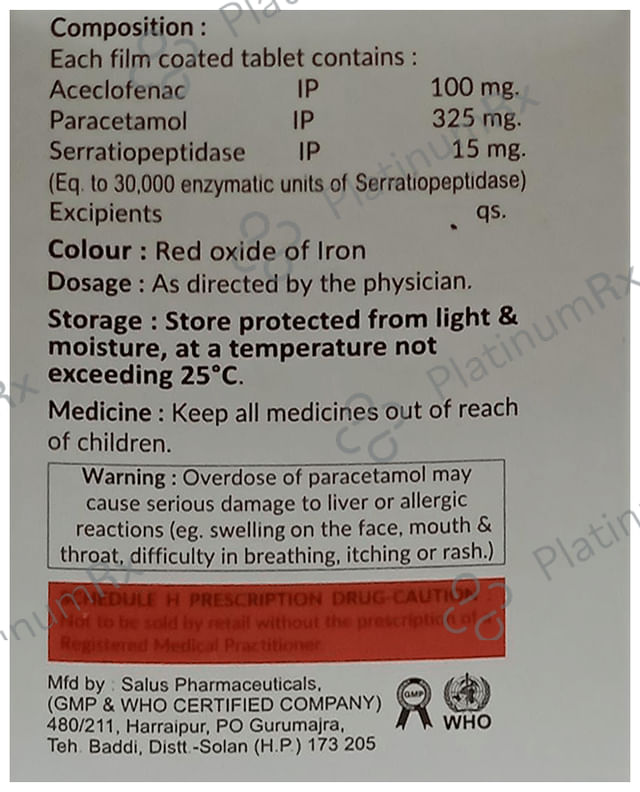 Composition :
Each film coated tablet contains :
Aceclofenac IP 100 mg.
Paracetamol IP 325 mg.
Serratiopeptidase IP 15 mg.
(Eq. to 30,000 enzymatic units of Serratiopeptidase)
Excipients qs.
Colour : Red oxide of Iron
Dosage : As directed by the physician.
Storage : Store protected from light &
moisture, at a temperature not
exceeding 25°C.
Medicine : Keep all medicines out of reach
of children.
Warning : Overdose of paracetamol may
cause serious damage to liver or allergic
reactions (eg. swelling on the face, mouth &
throat, difficulty in breathing, itching or rash.)
SCHEDULE H PRESCRIPTION DRUG-CAUTION :
Not to be sold by retail without the prescription of
Registered Medical Practitioner
Mfd by : Salus Pharmaceuticals,
(GMP & WHO CERTIFIED COMPANY)
480/211, Harraipur, PO Gurumajra,
Teh. Baddi, Distt.-Solan (H.P.) 173 205
GMP
WHO
PlatinumRx
PlatinumRx
PlatinumRx